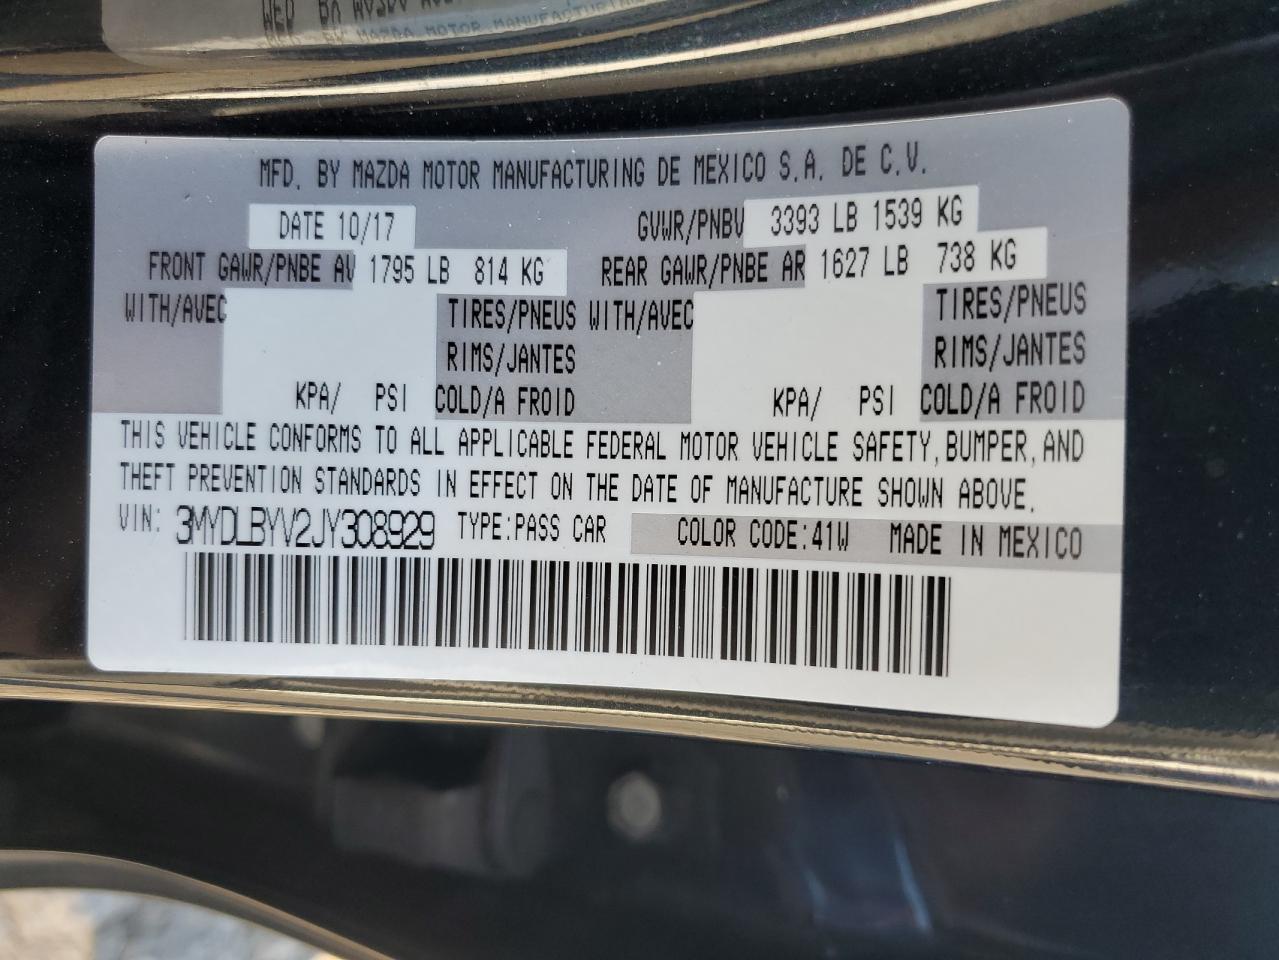 MFD. BY MAZDA MOTOR MANUFACTURING DE MEXICO S.A. DE C.V.
DATE 10/17 GVWR/PNBV 3393 LB 1539 KG
FRONT GAWR/PNBE AV 1795 LB 814 KG REAR GAWR/PNBE AR 1627 LB 738 KG
WITH/AVEC TIRES/PNEUS WITH/AVEC TIRES/PNEUS
RIMS/JANTES RIMS/JANTES
KPA/ PSI COLD/A FROID KPA/ PSI COLD/A FROID
THIS VEHICLE CONFORMS TO ALL APPLICABLE FEDERAL MOTOR VEHICLE SAFETY, BUMPER, AND
THEFT PREVENTION STANDARDS IN EFFECT ON THE DATE OF MANUFACTURE SHOWN ABOVE.
VIN: 3MYDLBYV2JY308929 TYPE:PASS CAR COLOR CODE:41W MADE IN MEXICO